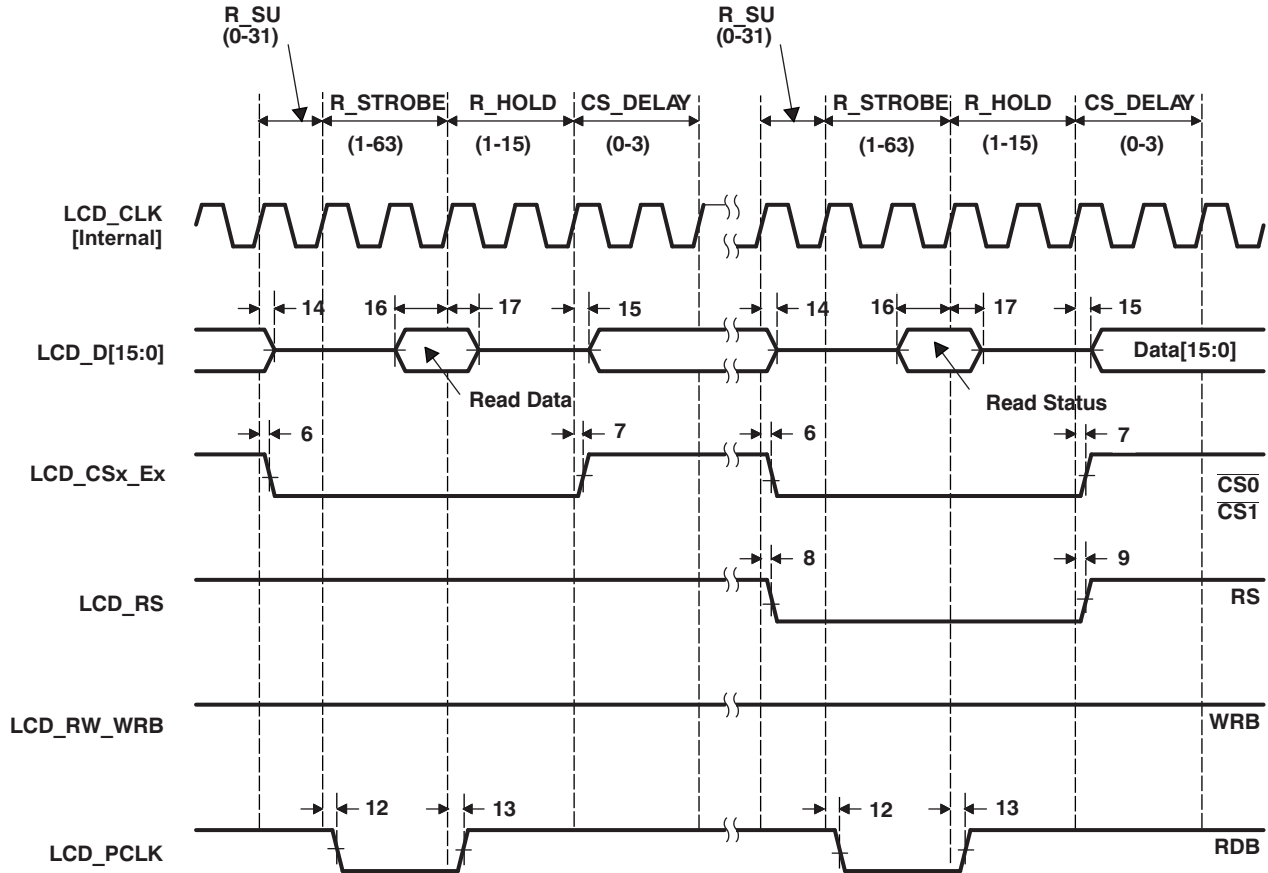 R_SU
(0-31)
R_SU
(0-31)
R_STROBE R_HOLD CS_DELAY R_STROBE R_HOLD CS_DELAY
(1-63) (1-15) (0-3) (1-63) (1-15) (0-3)
LCD_CLK
[Internal]
14 16 17 15 14 16 17 15
LCD_D[15:0] Data[15:0]
Read Data Read Status
6 7 6 7
LCD_CSx_Ex
CS0
CS1
8 9
LCD_RS RS
LCD_RW_WRB WRB
12 13 12 13
LCD_PCLK RDB